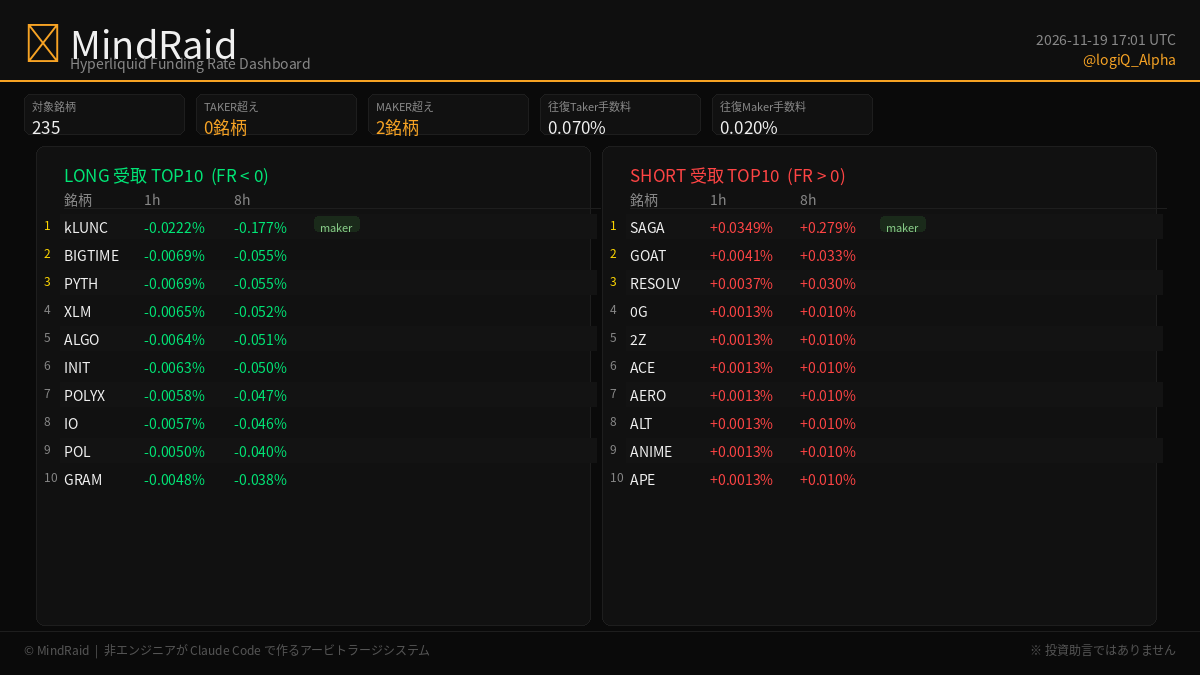 MindRaid
Hyperliquid Funding Rate Dashboard
2026-11-19 17:01 UTC
@logiQ_Alpha
対象銘柄
235
TAKER超え
0銘柄
MAKER超え
2銘柄
往復Taker手数料
0.070%
往復Maker手数料
0.020%
LONG 受取 TOP10 (FR < 0)
銘柄 1h 8h
1 kLUNC -0.0222% -0.177% maker
2 BIGTIME -0.0069% -0.055%
3 PYTH -0.0069% -0.055%
4 XLM -0.0065% -0.052%
5 ALGO -0.0064% -0.051%
6 INIT -0.0063% -0.050%
7 POLYX -0.0058% -0.047%
8 IO -0.0057% -0.046%
9 POL -0.0050% -0.040%
10 GRAM -0.0048% -0.038%
SHORT 受取 TOP10 (FR > 0)
銘柄 1h 8h
1 SAGA +0.0349% +0.279% maker
2 GOAT +0.0041% +0.033%
3 RESOLV +0.0037% +0.030%
4 0G +0.0013% +0.010%
5 2Z +0.0013% +0.010%
6 ACE +0.0013% +0.010%
7 AERO +0.0013% +0.010%
8 ALT +0.0013% +0.010%
9 ANIME +0.0013% +0.010%
10 APE +0.0013% +0.010%
© MindRaid | 非エンジニアが Claude Code で作るアービトラージシステム
※ 投資助言ではありません